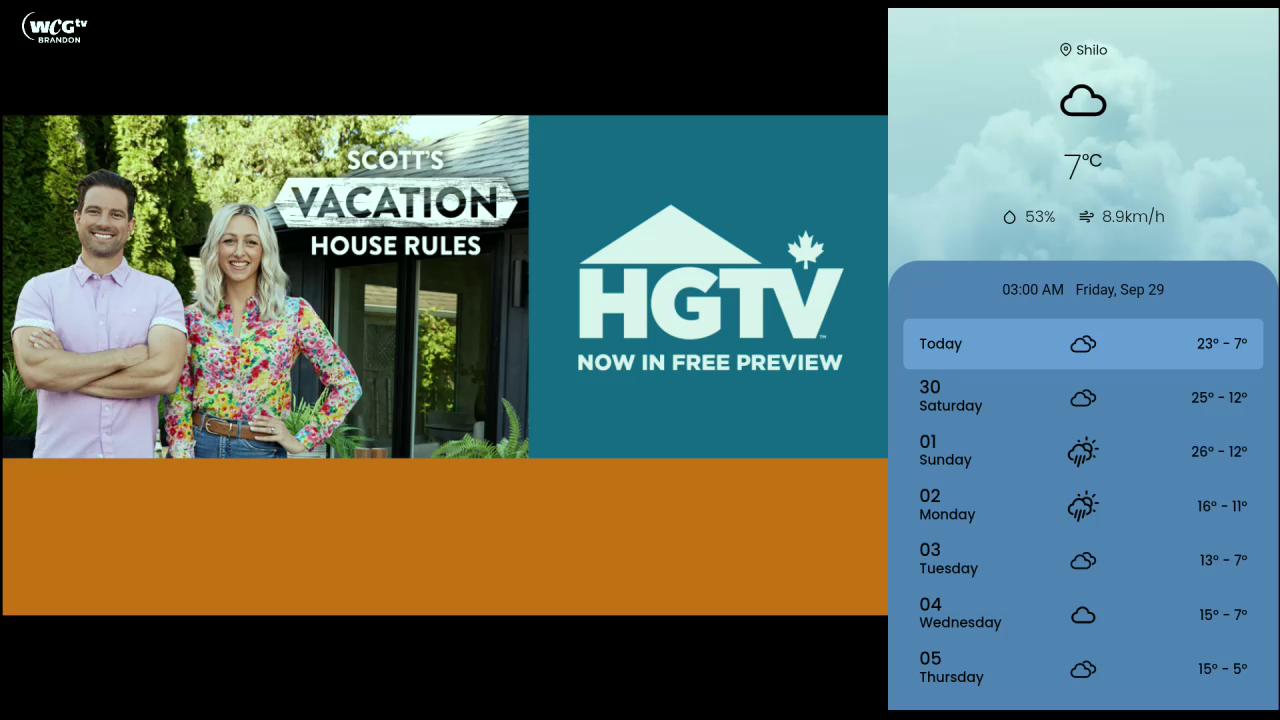 WCGtv
BRANDON
SCOTT'S
VACATION
HOUSE RULES
HGTV™
NOW IN FREE PREVIEW
Shilo
7°C
53% 8.9km/h
03:00 AM Friday, Sep 29
Today 23° - 7°
30
Saturday 25° - 12°
01
Sunday 26° - 12°
02
Monday 16° - 11°
03
Tuesday 13° - 7°
04
Wednesday 15° - 7°
05
Thursday 15° - 5°